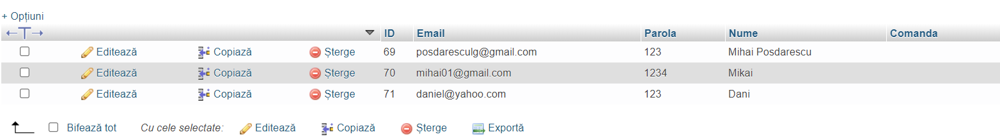 + Opțiuni
←T→ ID Email Parola Nume Comanda
Editează Copiază Șterge 69 posdaresculg@gmail.com 123 Mihai Posdarescu
Editează Copiază Șterge 70 mihai01@gmail.com 1234 Mikai
Editează Copiază Șterge 71 daniel@yahoo.com 123 Dani
Bifează tot Cu cele selectate: Editează Copiază Șterge Exportă